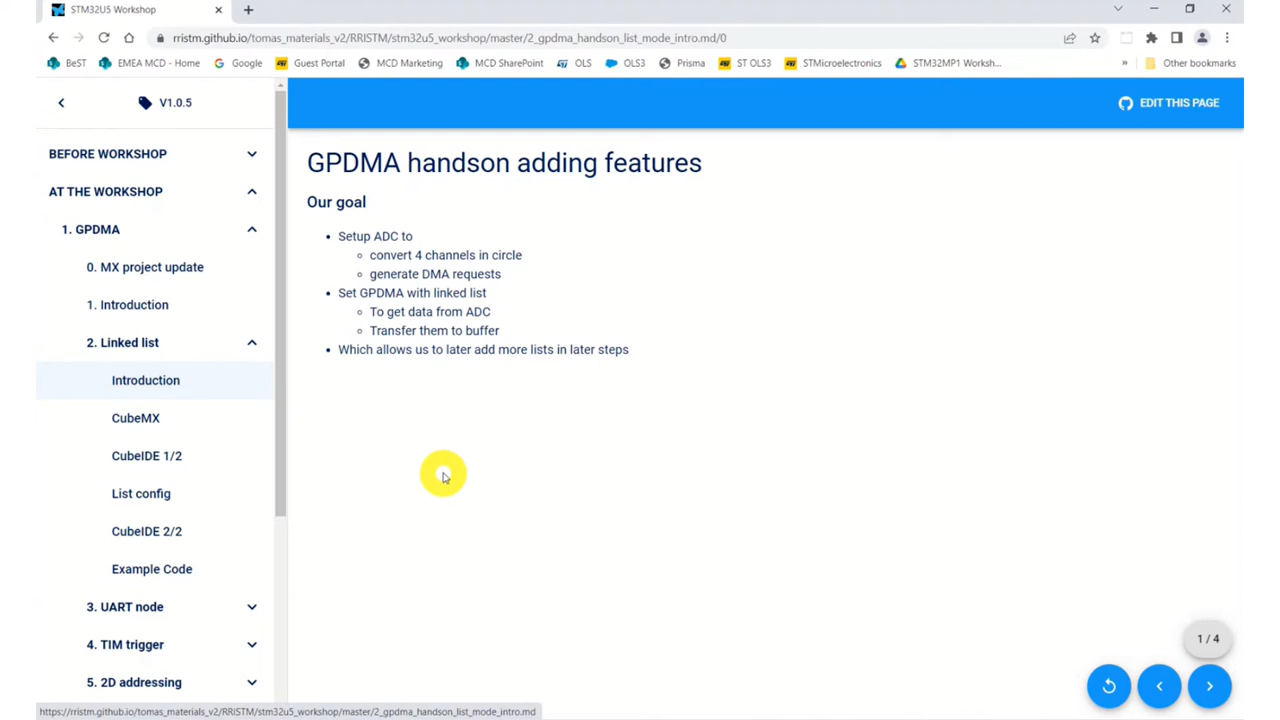 STM32U5 Workshop
rristm.github.io/tomas_materials_v2/RRISTM/stm32u5_workshop/master/2_gpdma_handson_list_mode_intro.md/0
BeST EMEA MCD - Home Google Guest Portal MCD Marketing MCD SharePoint OLS OLS3 Prisma ST OLS3 STMicroelectronics STM32MP1 Worksh... » Other bookmarks
V1.0.5
EDIT THIS PAGE
BEFORE WORKSHOP
AT THE WORKSHOP
1. GPDMA
0. MX project update
1. Introduction
2. Linked list
Introduction
CubeMX
CubeIDE 1/2
List config
CubeIDE 2/2
Example Code
3. UART node
4. TIM trigger
5. 2D addressing
GPDMA handson adding features
Our goal
• Setup ADC to
◦ convert 4 channels in circle
◦ generate DMA requests
• Set GPDMA with linked list
◦ To get data from ADC
◦ Transfer them to buffer
• Which allows us to later add more lists in later steps
1 / 4
https://rristm.github.io/tomas_materials_v2/RRISTM/stm32u5_workshop/master/2_gpdma_handson_list_mode_intro.md